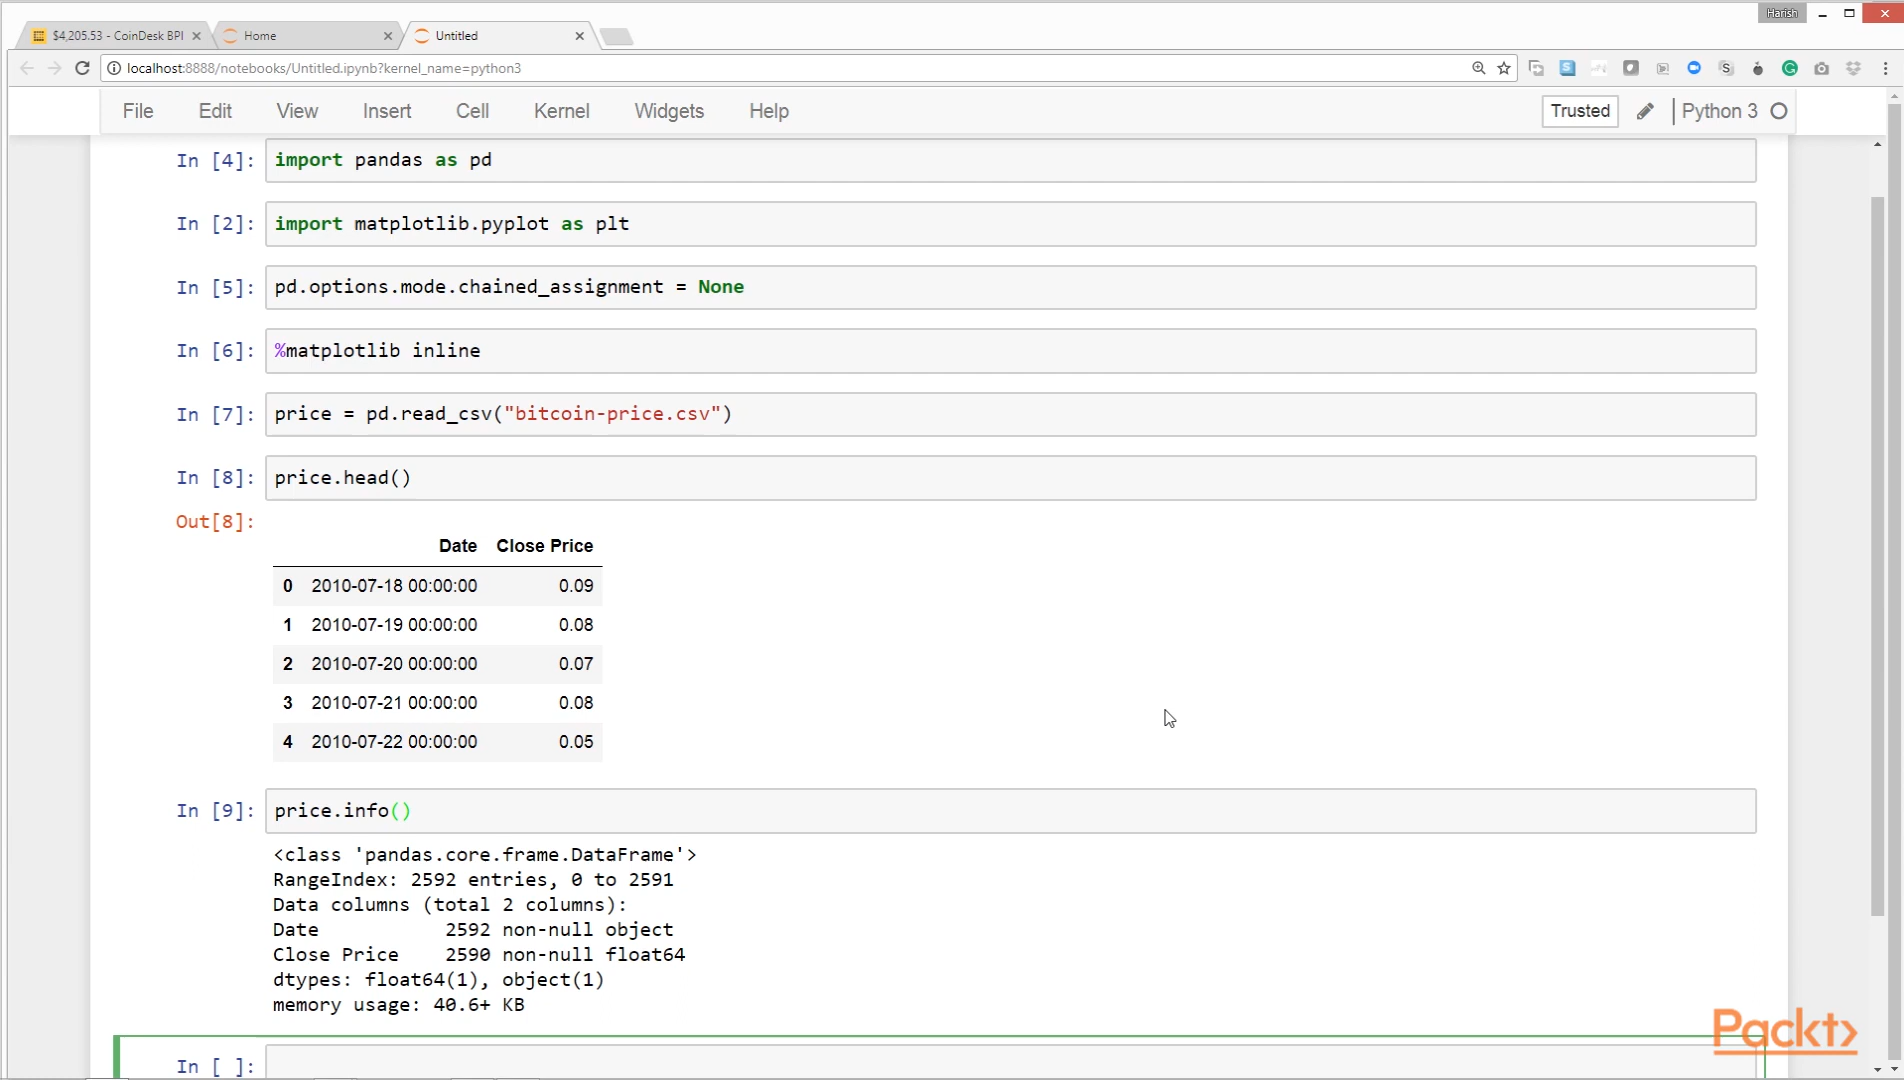 Harish
$4,205.53 - CoinDesk BPI
Home
Untitled
localhost:8888/notebooks/Untitled.ipynb?kernel_name=python3
File Edit View Insert Cell Kernel Widgets Help Trusted Python 3
In [4]: import pandas as pd
In [2]: import matplotlib.pyplot as plt
In [5]: pd.options.mode.chained_assignment = None
In [6]: %matplotlib inline
In [7]: price = pd.read_csv("bitcoin-price.csv")
In [8]: price.head()
Out[8]:
Date Close Price
0 2010-07-18 00:00:00 0.09
1 2010-07-19 00:00:00 0.08
2 2010-07-20 00:00:00 0.07
3 2010-07-21 00:00:00 0.08
4 2010-07-22 00:00:00 0.05
In [9]: price.info()
<class 'pandas.core.frame.DataFrame'>
RangeIndex: 2592 entries, 0 to 2591
Data columns (total 2 columns):
Date 2592 non-null object
Close Price 2590 non-null float64
dtypes: float64(1), object(1)
memory usage: 40.6+ KB
Packt>
In [ ]: